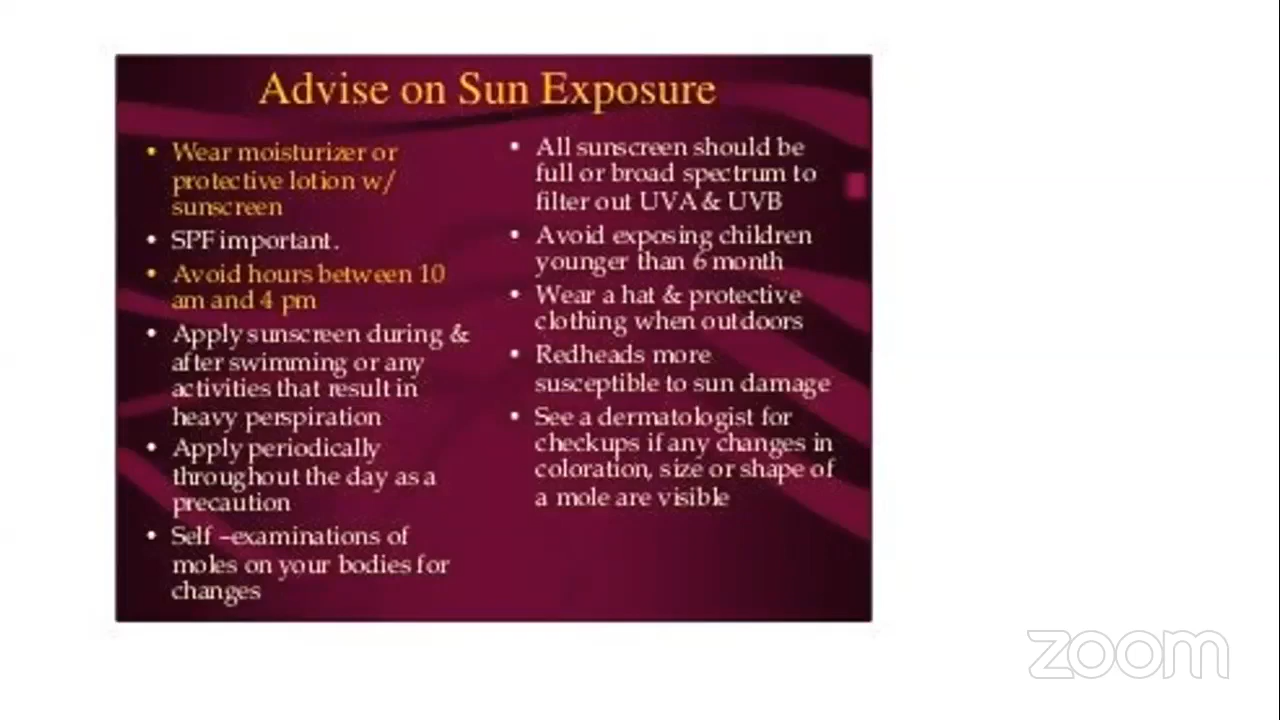 Advise on Sun Exposure
• Wear moisturizer or
protective lotion w/
sunscreen
• SPF important.
• Avoid hours between 10
am and 4 pm
• Apply sunscreen during &
after swimming or any
activities that result in
heavy perspiration
• Apply periodically
throughout the day as a
precaution
• Self –examinations of
moles on your bodies for
changes
• All sunscreen should be
full or broad spectrum to
filter out UVA & UVB
• Avoid exposing children
younger than 6 month
• Wear a hat & protective
clothing when outdoors
• Redheads more
susceptible to sun damage
• See a dermatologist for
checkups if any changes in
coloration, size or shape of
a mole are visible
zoom